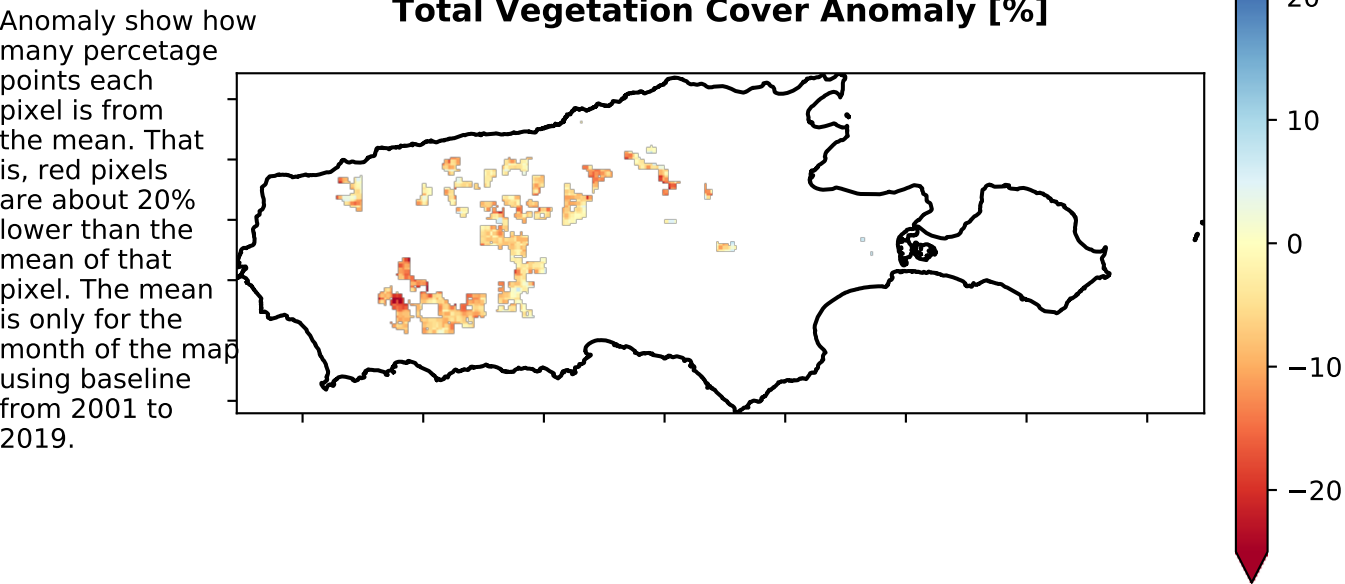 Total Vegetation Cover Anomaly [%]
Anomaly show how
many percetage
points each
pixel is from
the mean. That
is, red pixels
are about 20%
lower than the
mean of that
pixel. The mean
is only for the
month of the map
using baseline
from 2001 to
2019.
20
10
0
−10
−20